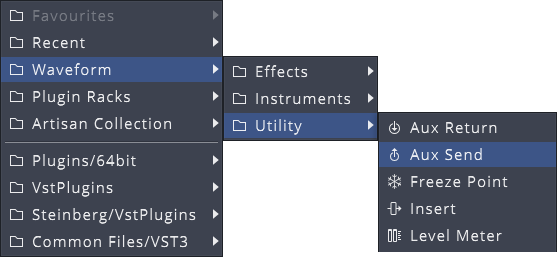 Favourites
Recent
Waveform
Plugin Racks
Artisan Collection
Plugins/64bit
VstPlugins
Steinberg/VstPlugins
Common Files/VST3
Effects
Instruments
Utility
Aux Return
Aux Send
Freeze Point
Insert
Level Meter